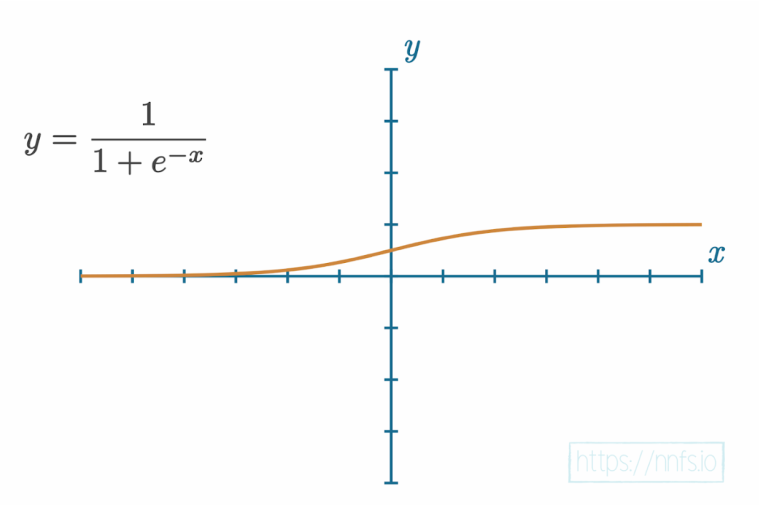 y
y = 1 / (1 + e^{-x})
x
https://nnfs.io